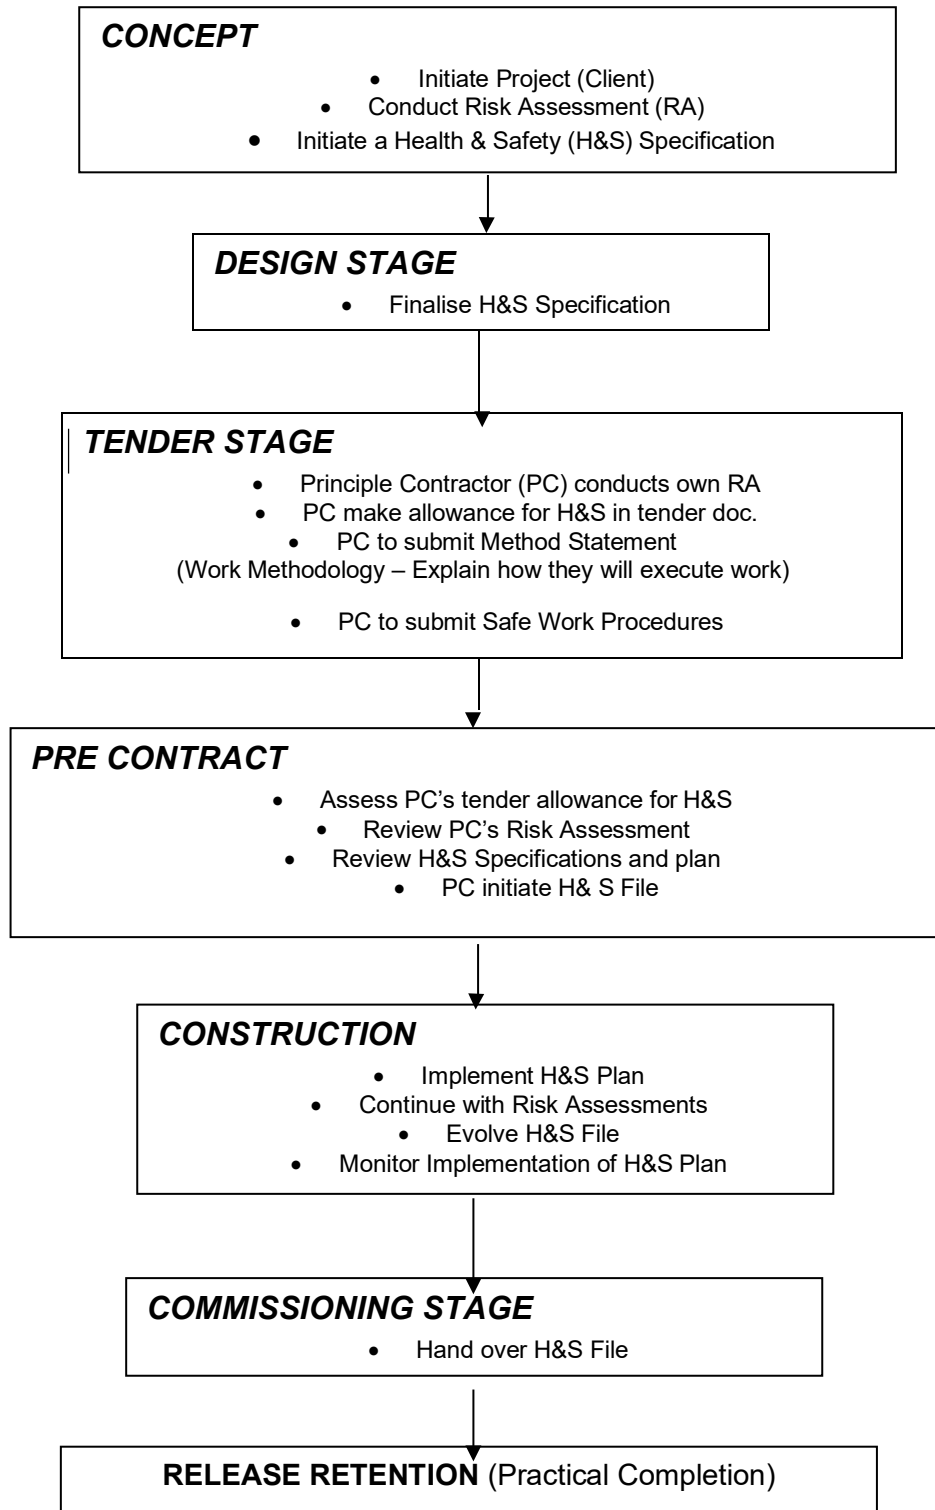 CONCEPT
• Initiate Project (Client)
• Conduct Risk Assessment (RA)
• Initiate a Health & Safety (H&S) Specification
DESIGN STAGE
• Finalise H&S Specification
TENDER STAGE
• Principle Contractor (PC) conducts own RA
• PC make allowance for H&S in tender doc.
• PC to submit Method Statement
(Work Methodology – Explain how they will execute work)
• PC to submit Safe Work Procedures
PRE CONTRACT
• Assess PC’s tender allowance for H&S
• Review PC’s Risk Assessment
• Review H&S Specifications and plan
• PC initiate H& S File
CONSTRUCTION
• Implement H&S Plan
• Continue with Risk Assessments
• Evolve H&S File
• Monitor Implementation of H&S Plan
COMMISSIONING STAGE
• Hand over H&S File
RELEASE RETENTION (Practical Completion)